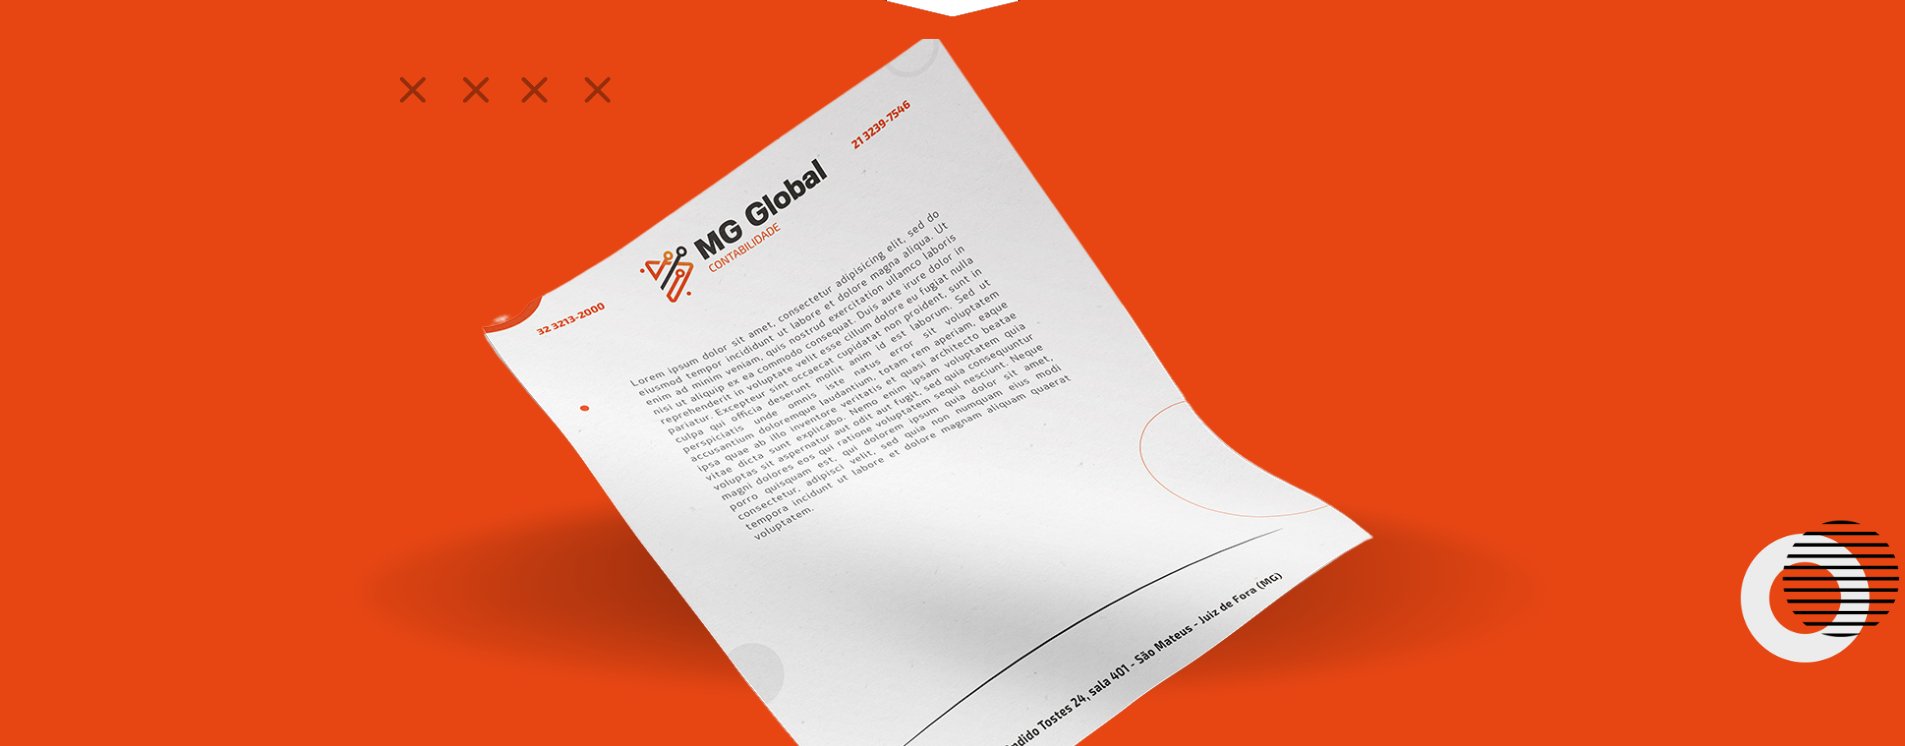 32 3213-2000
21 3239-7546
MG Global
CONTABILIDADE
Lorem ipsum dolor sit amet, consectetur adipisicing elit, sed do
eiusmod tempor incididunt ut labore et dolore magna aliqua. Ut
enim ad minim veniam, quis nostrud exercitation ullamco laboris
nisi ut aliquip ex ea commodo consequat. Duis aute irure dolor in
reprehenderit in voluptate velit esse cillum dolore eu fugiat nulla
pariatur. Excepteur sint occaecat cupidatat non proident, sunt in
culpa qui officia deserunt mollit anim id est laborum. Sed ut
perspiciatis unde omnis iste natus error sit voluptatem
accusantium doloremque laudantium, totam rem aperiam, eaque
ipsa quae ab illo inventore veritatis et quasi architecto beatae
vitae dicta sunt explicabo. Nemo enim ipsam voluptatem quia
voluptas sit aspernatur aut odit aut fugit, sed quia consequuntur
magni dolores eos qui ratione voluptatem sequi nesciunt. Neque
porro quisquam est, qui dolorem ipsum quia dolor sit amet,
consectetur, adipisci velit, sed quia non numquam eius modi
tempora incidunt ut labore et dolore magnam aliquam quaerat
voluptatem.
ndido Tostes 24, sala 401 - São Mateus - Juiz de Fora (MG)